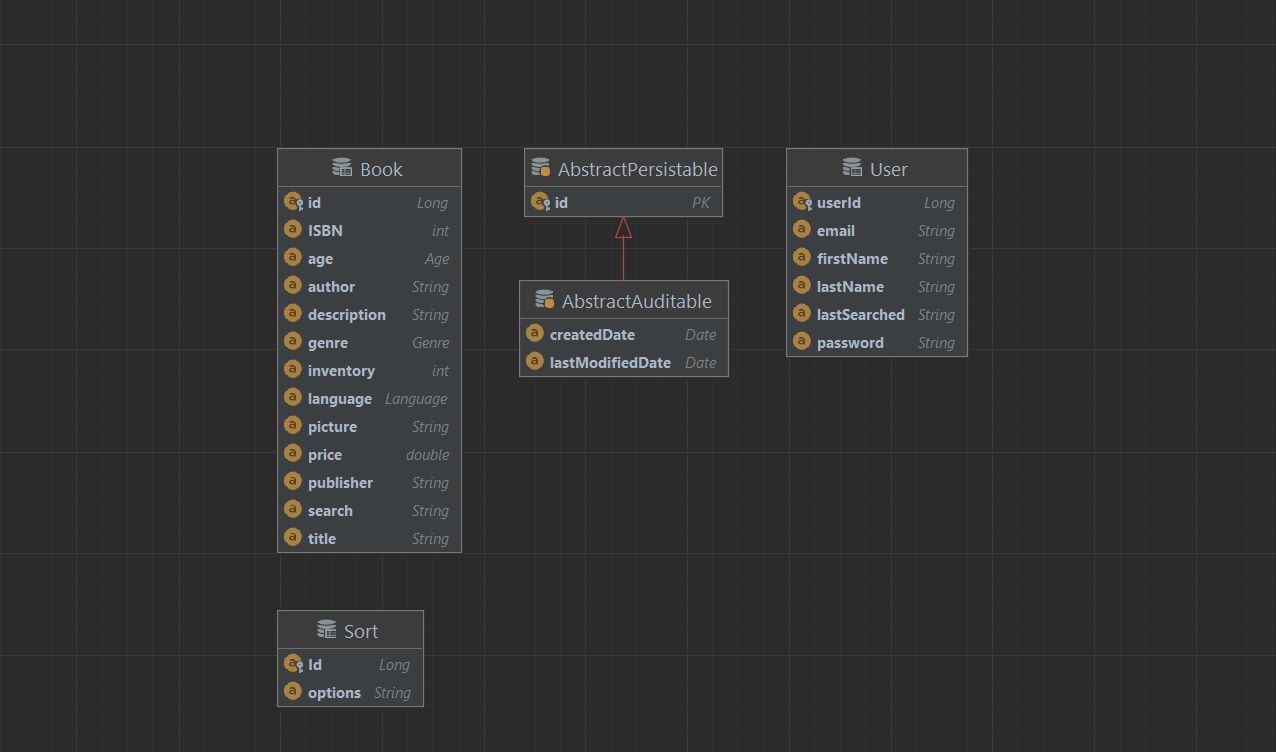 Book
id Long
ISBN int
age Age
author String
description String
genre Genre
inventory int
language Language
picture String
price double
publisher String
search String
title String
AbstractPersistable
id PK
AbstractAuditable
createdDate Date
lastModifiedDate Date
User
userId Long
email String
firstName String
lastName String
lastSearched String
password String
Sort
Id Long
options String